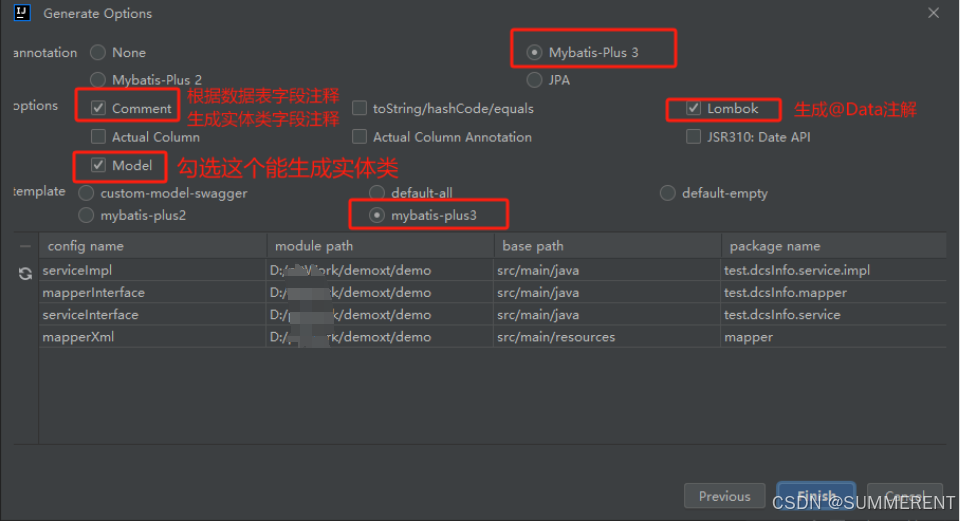 Generate Options
annotation None Mybatis-Plus 3
Mybatis-Plus 2 JPA
options Comment 根据数据表字段注释 toString/hashCode/equals Lombok 生成@Data注解
生成实体类字段注释
Actual Column Actual Column Annotation JSR310: Date API
Model 勾选这个能生成实体类
template custom-model-swagger default-all default-empty
mybatis-plus2 mybatis-plus3
config name module path base path package name
serviceImpl D:/ rk/demoxt/demo src/main/java test.dcsInfo.service.impl
mapperInterface D:/ k/demoxt/demo src/main/java test.dcsInfo.mapper
serviceInterface D:/ k/demoxt/demo src/main/java test.dcsInfo.service
mapperXml D:/ k/demoxt/demo src/main/resources mapper
Previous Finish Cancel
CSDN @SUMMERENT